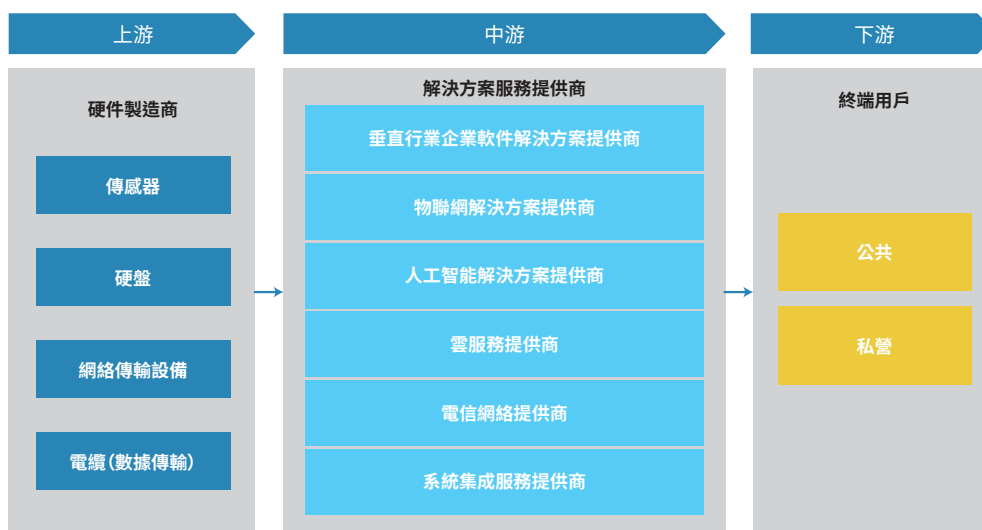 上游
硬件製造商
傳感器
硬盤
網絡傳輸設備
電纜(數據傳輸)
中游
解決方案服務提供商
垂直行業企業軟件解決方案提供商
物聯網解決方案提供商
人工智能解決方案提供商
雲服務提供商
電信網絡提供商
系統集成服務提供商
下游
終端用戶
公共
私營